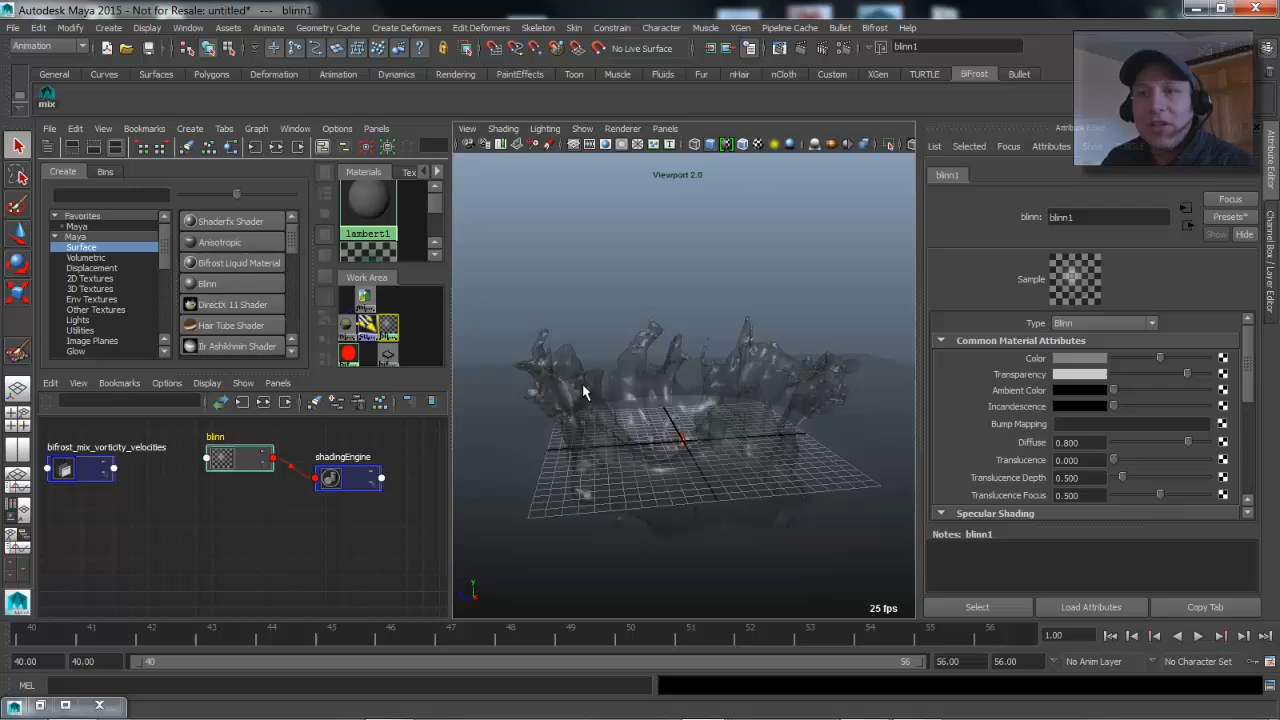 Autodesk Maya 2015 - Not for Resale: untitled* --- blinn1
File Edit Modify Create Display Window Assets Animate Geometry Cache Create Deformers Edit Deformers Skeleton Skin Constrain Character Muscle XGen Pipeline Cache Bullet Bifrost Help
Animation No Live Surface blinn1
General Curves Surfaces Polygons Deformation Animation Dynamics Rendering PaintEffects Toon Muscle Fluids Fur nHair nCloth Custom XGen TURTLE BiFrost Bullet
mix
File Edit View Bookmarks Create Tabs Graph Window Options Panels
View Shading Lighting Show Renderer Panels
List Selected Focus Attributes
Create Bins
Materials Tex
blinn1
Focus
Presets*
Show Hide
blinn: blinn1
Favorites
Maya
Maya
Surface
Volumetric
Displacement
2D Textures
3D Textures
Env Textures
Other Textures
Lights
Utilities
Image Planes
Glow
Shaderfx Shader
Anisotropic
Bifrost Liquid Material
Blinn
DirectX 11 Shader
Hair Tube Shader
Ilr Ashikhmin Shader
lambert1
Work Area
Viewport 2.0
25 fps
Sample
Type Blinn
Common Material Attributes
Color
Transparency
Ambient Color
Incandescence
Bump Mapping
Diffuse 0.800
Translucence 0.000
Translucence Depth 0.500
Translucence Focus 0.500
Specular Shading
Notes: blinn1
Select Load Attributes Copy Tab
Attribute Editor
Channel Box / Layer Editor
Edit View Bookmarks Options Display Show Panels
bifrost_mix_vorticity_velocities
blinn
shadingEngine
y
40 41 42 43 44 45 46 47 48 49 50 51 52 53 54 55 56
1.00
40.00 40.00 40 56 56.00 56.00 No Anim Layer No Character Set
MEL